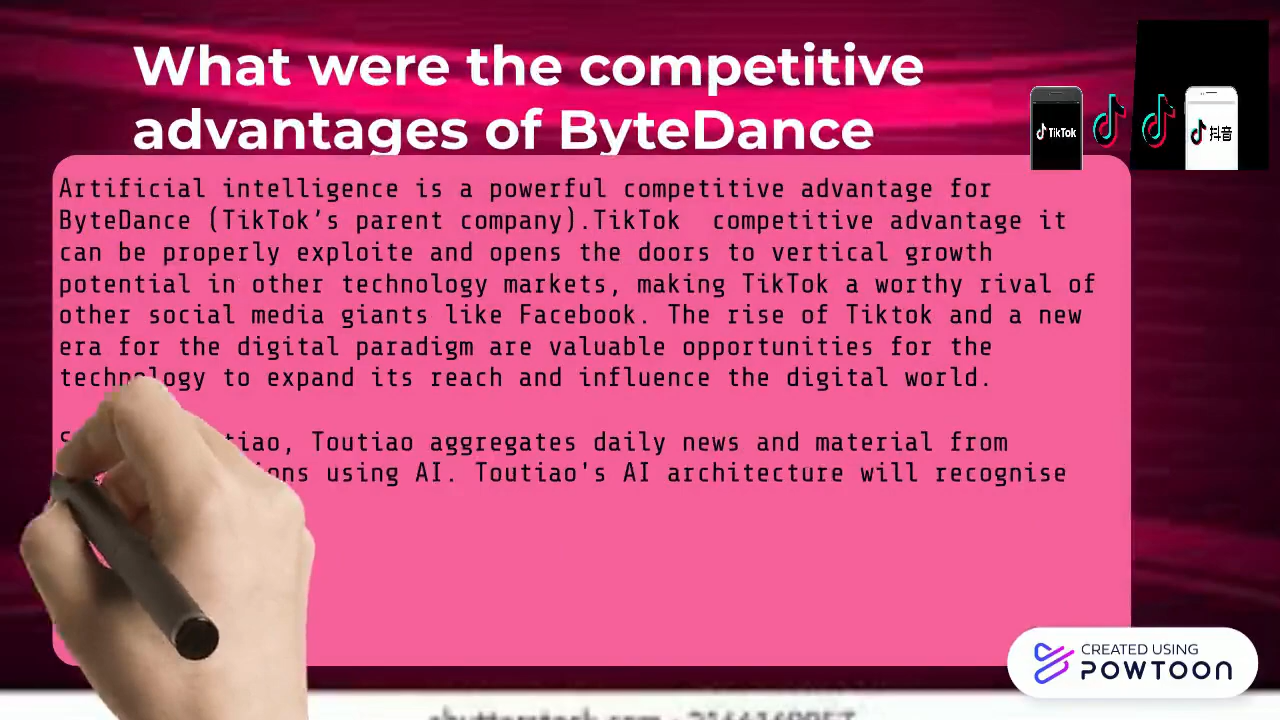 What were the competitive
advantages of ByteDance
TikTok
抖音
Artificial intelligence is a powerful competitive advantage for
ByteDance (TikTok’s parent company).TikTok competitive advantage it
can be properly exploite and opens the doors to vertical growth
potential in other technology markets, making TikTok a worthy rival of
other social media giants like Facebook. The rise of Tiktok and a new
era for the digital paradigm are valuable opportunities for the
technology to expand its reach and influence the digital world.
Toutiao aggregates daily news and material from
using AI. Toutiao's AI architecture will recognise
CREATED USING
POWTOON